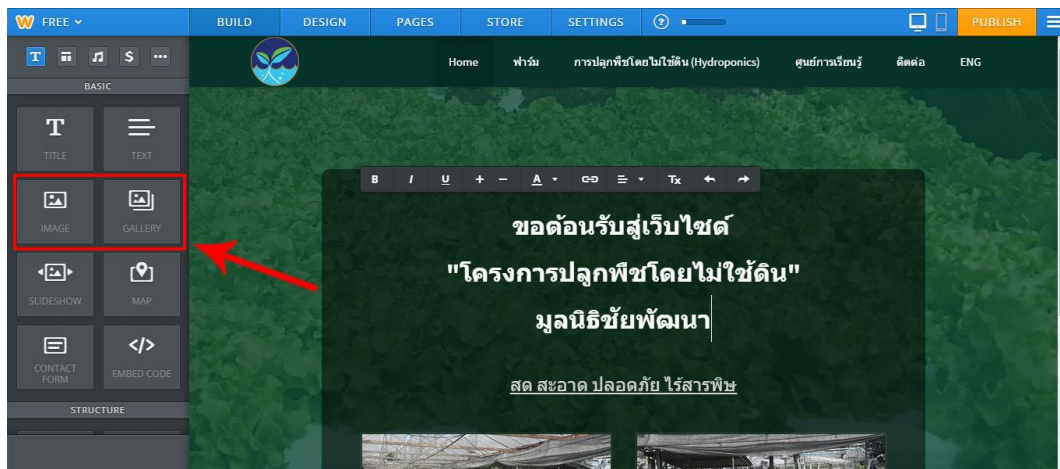 FREE BUILD DESIGN PAGES STORE SETTINGS ? PUBLISH
T $
BASIC
Home ฟาร์ม การปลูกพืชโดยไม่ใช้ดิน (Hydroponics) ศูนย์การเรียนรู้ ติดต่อ ENG
T
TITLE TEXT
B I U + − A Tx
IMAGE GALLERY
ขอต้อนรับสู่เว็บไซต์
"โครงการปลูกพืชโดยไม่ใช้ดิน"
SLIDESHOW MAP
มูลนิธิชัยพัฒนา
</>
CONTACT FORM EMBED CODE
สด สะอาด ปลอดภัย ไร้สารพิษ
STRUCTURE